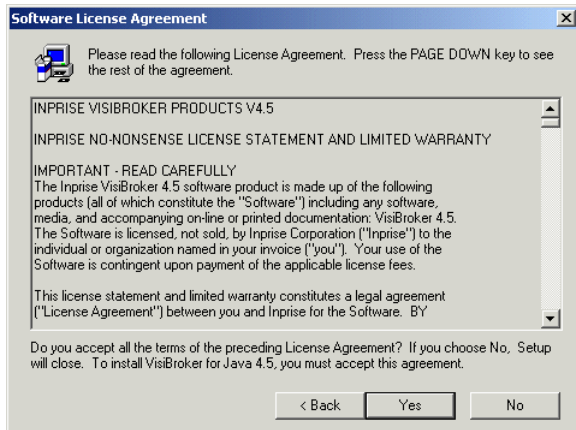 Software License Agreement
Please read the following License Agreement. Press the PAGE DOWN key to see
the rest of the agreement.
INPRISE VISIBROKER PRODUCTS V4.5
INPRISE NO-NONSENSE LICENSE STATEMENT AND LIMITED WARRANTY
IMPORTANT - READ CAREFULLY
The Inprise VisiBroker 4.5 software product is made up of the following
products (all of which constitute the "Software") including any software,
media, and accompanying on-line or printed documentation: VisiBroker 4.5.
The Software is licensed, not sold, by Inprise Corporation ("Inprise") to the
individual or organization named in your invoice ("you"). Your use of the
Software is contingent upon payment of the applicable license fees.
This license statement and limited warranty constitutes a legal agreement
("License Agreement") between you and Inprise for the Software. BY
Do you accept all the terms of the preceding License Agreement? If you choose No, Setup
will close. To install VisiBroker for Java 4.5, you must accept this agreement.
< Back Yes No